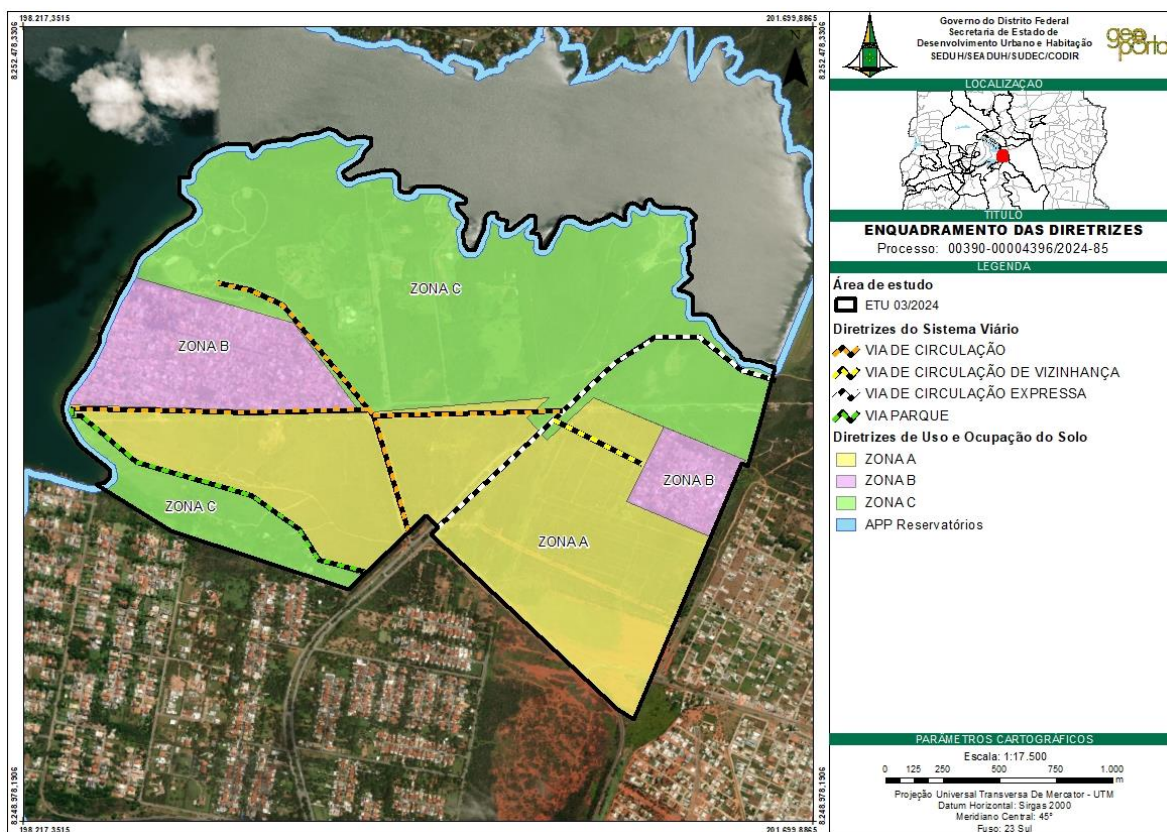 198.217,3515
201.699,8865
8.252.478,3306
8.252.478,3306
N
ZONA C
ZONA B
ZONA C
ZONA A
ZONA B
8.248.978,1906
8.248.978,1906
198.217,3515
201.699,8865
Governo do Distrito Federal
Secretaria de Estado de
Desenvolvimento Urbano e Habitação
SEDUH/SEADUH/SUDEC/CODIR
geo
porta
LOCALIZAÇÃO
TÍTULO
ENQUADRAMENTO DAS DIRETRIZES
Processo: 00390-00004396/2024-85
LEGENDA
Área de estudo
ETU 03/2024
Diretrizes do Sistema Viário
VIA DE CIRCULAÇÃO
VIA DE CIRCULAÇÃO DE VIZINHANÇA
VIA DE CIRCULAÇÃO EXPRESSA
VIA PARQUE
Diretrizes de Uso e Ocupação do Solo
ZONA A
ZONA B
ZONA C
APP Reservatórios
PARÂMETROS CARTOGRÁFICOS
Escala: 1:17.500
0 125 250 500 750 1.000
m
Projeção Universal Transversa De Mercator - UTM
Datum Horizontal: Sirgas 2000
Meridiano Central: 45°
Fuso: 23 Sul